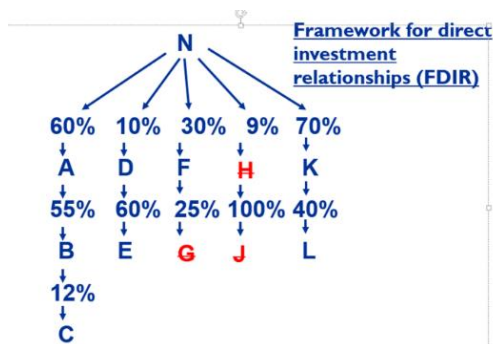 N
Framework for direct
investment
relationships (FDIR)
60% 10% 30% 9% 70%
A D F H K
55% 60% 25% 100% 40%
B E G J L
12%
C